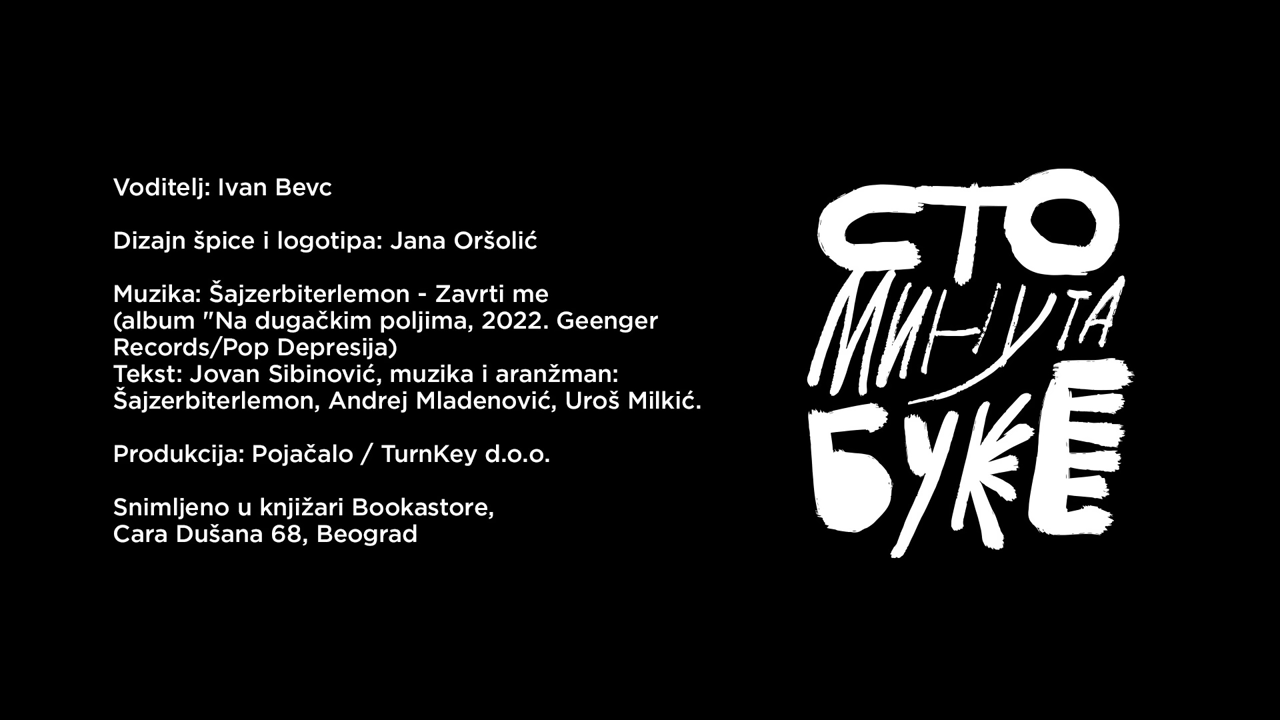 Voditelj: Ivan Bevc
Dizajn špice i logotipa: Jana Oršolić
Muzika: Šajzerbiterlemon - Zavrti me
(album "Na dugačkim poljima, 2022. Geenger
Records/Pop Depresija)
Tekst: Jovan Sibinović, muzika i aranžman:
Šajzerbiterlemon, Andrej Mladenović, Uroš Milkić.
Produkcija: Pojačalo / TurnKey d.o.o.
Snimljeno u knjižari Bookastore,
Cara Dušana 68, Beograd
СТО
МИНУТА
БУКЕ